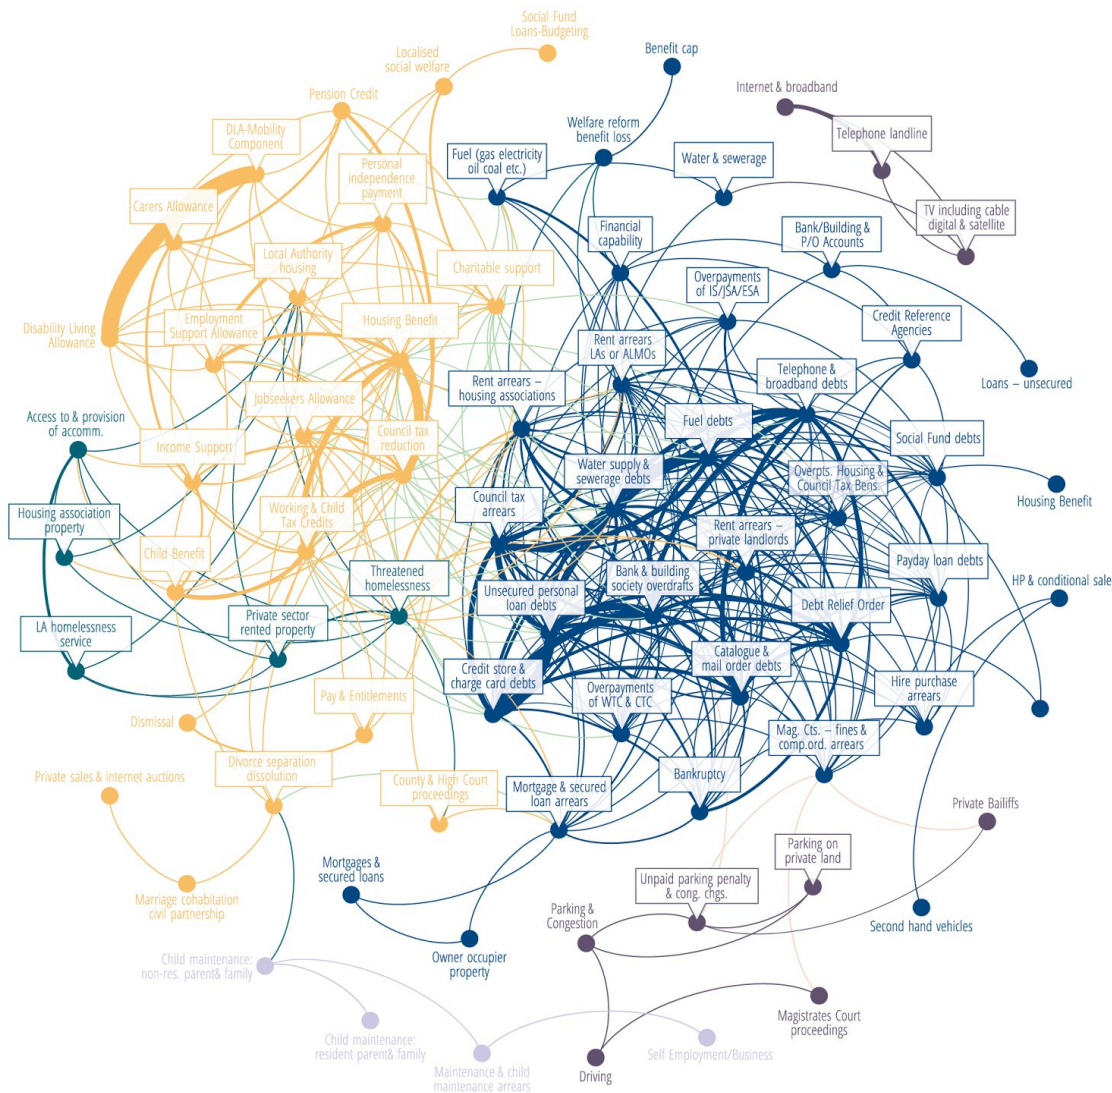 Social Fund
Loans-Budgeting
Localised
social welfare
Benefit cap
Pension Credit
Internet & broadband
DLA-Mobility
Component
Welfare reform
benefit loss
Telephone landline
Personal
independence
payment
Fuel (gas electricity
oil coal etc.)
Water & sewerage
Carers Allowance
TV including cable
digital & satellite
Financial
capability
Bank/Building &
P/O Accounts
Local Authority
housing
Charitable support
Overpayments
of IS/JSA/ESA
Disability Living
Allowance
Employment
Support Allowance
Housing Benefit
Credit Reference
Agencies
Rent arrears
LAs or ALMOs
Rent arrears –
housing associations
Telephone &
broadband debts
Loans – unsecured
Jobseekers Allowance
Access to & provision
of accomm.
Fuel debts
Council tax
reduction
Social Fund debts
Income Support
Water supply &
sewerage debts
Overpts. Housing &
Council Tax Bens.
Housing Benefit
Council tax
arrears
Housing association
property
Working & Child
Tax Credits
Rent arrears –
private landlords
Child Benefit
Threatened
homelessness
Bank & building
society overdrafts
Payday loan debts
HP & conditional sale
Unsecured personal
loan debts
Debt Relief Order
LA homelessness
service
Private sector
rented property
Catalogue &
mail order debts
Credit store &
charge card debts
Hire purchase
arrears
Pay & Entitlements
Overpayments
of WTC & CTC
Dismissal
Mag. Cts. – fines &
comp.ord. arrears
Divorce separation
dissolution
Private sales & internet auctions
County & High Court
proceedings
Mortgage & secured
loan arrears
Bankruptcy
Private Bailiffs
Parking on
private land
Mortgages &
secured loans
Unpaid parking penalty
& cong. chgs.
Marriage cohabitation
civil partnership
Parking &
Congestion
Second hand vehicles
Owner occupier
property
Child maintenance:
non-res. parent& family
Magistrates Court
proceedings
Child maintenance:
resident parent& family
Self Employment/Business
Maintenance & child
maintenance arrears
Driving